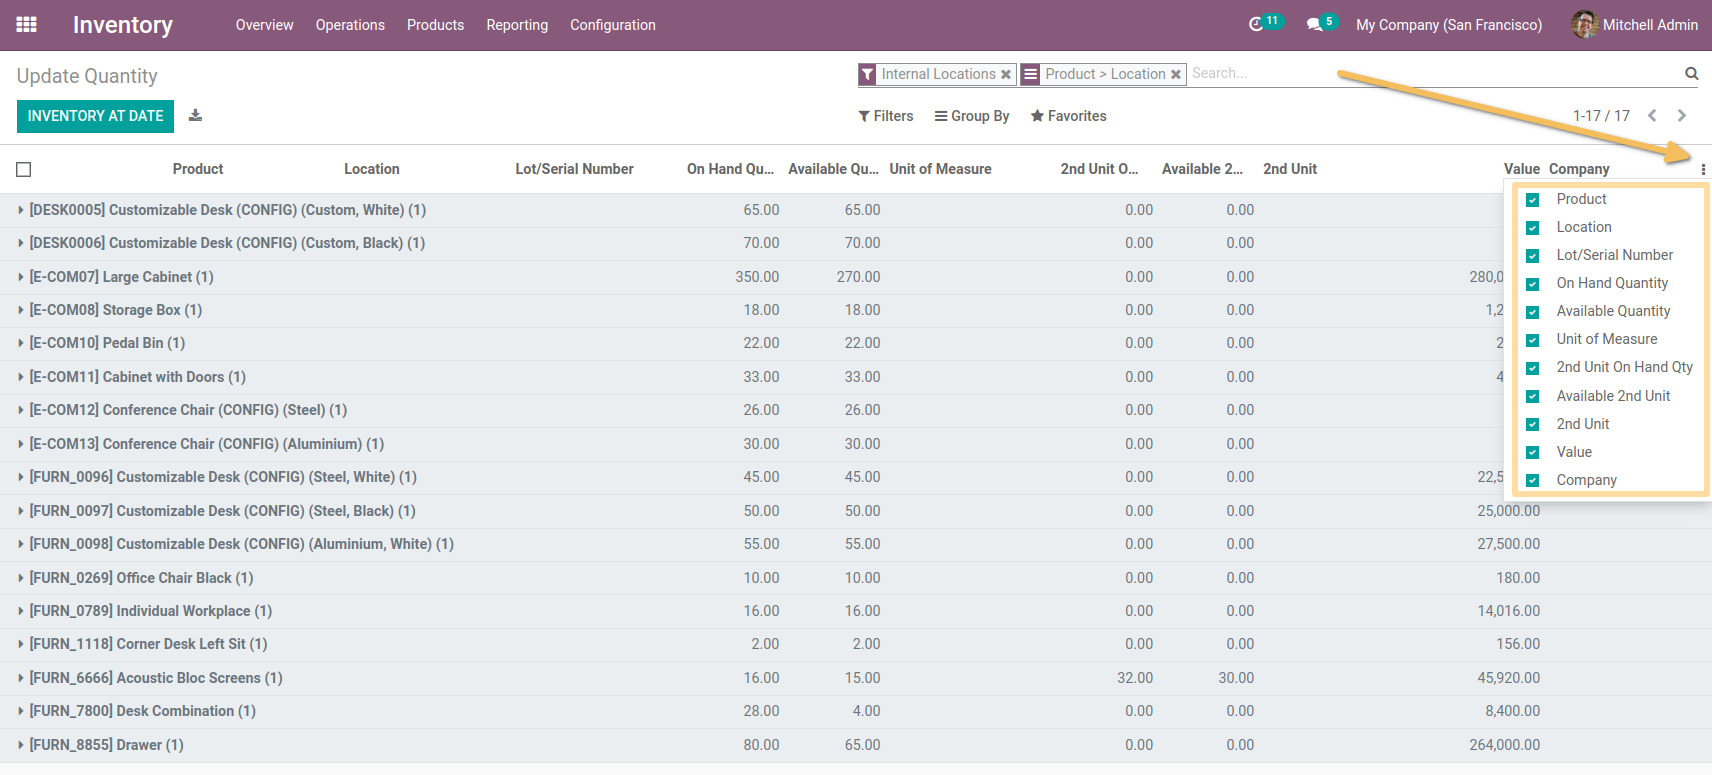 Inventory Overview Operations Products Reporting Configuration 11 5 My Company (San Francisco) Mitchell Admin
Update Quantity Internal Locations Product > Location Search...
INVENTORY AT DATE Filters Group By Favorites 1-17 / 17
Product Location Lot/Serial Number On Hand Qu... Available Qu... Unit of Measure 2nd Unit O... Available 2... 2nd Unit Value Company
[DESK0005] Customizable Desk (CONFIG) (Custom, White) (1) 65.00 65.00 0.00 0.00
[DESK0006] Customizable Desk (CONFIG) (Custom, Black) (1) 70.00 70.00 0.00 0.00
[E-COM07] Large Cabinet (1) 350.00 270.00 0.00 0.00 280,0
[E-COM08] Storage Box (1) 18.00 18.00 0.00 0.00 1,2
[E-COM10] Pedal Bin (1) 22.00 22.00 0.00 0.00 2
[E-COM11] Cabinet with Doors (1) 33.00 33.00 0.00 0.00 4
[E-COM12] Conference Chair (CONFIG) (Steel) (1) 26.00 26.00 0.00 0.00
[E-COM13] Conference Chair (CONFIG) (Aluminium) (1) 30.00 30.00 0.00 0.00
[FURN_0096] Customizable Desk (CONFIG) (Steel, White) (1) 45.00 45.00 0.00 0.00 22,5
[FURN_0097] Customizable Desk (CONFIG) (Steel, Black) (1) 50.00 50.00 0.00 0.00 25,000.00
[FURN_0098] Customizable Desk (CONFIG) (Aluminium, White) (1) 55.00 55.00 0.00 0.00 27,500.00
[FURN_0269] Office Chair Black (1) 10.00 10.00 0.00 0.00 180.00
[FURN_0789] Individual Workplace (1) 16.00 16.00 0.00 0.00 14,016.00
[FURN_1118] Corner Desk Left Sit (1) 2.00 2.00 0.00 0.00 156.00
[FURN_6666] Acoustic Bloc Screens (1) 16.00 15.00 32.00 30.00 45,920.00
[FURN_7800] Desk Combination (1) 28.00 4.00 0.00 0.00 8,400.00
[FURN_8855] Drawer (1) 80.00 65.00 0.00 0.00 264,000.00
Product
Location
Lot/Serial Number
On Hand Quantity
Available Quantity
Unit of Measure
2nd Unit On Hand Qty
Available 2nd Unit
2nd Unit
Value
Company